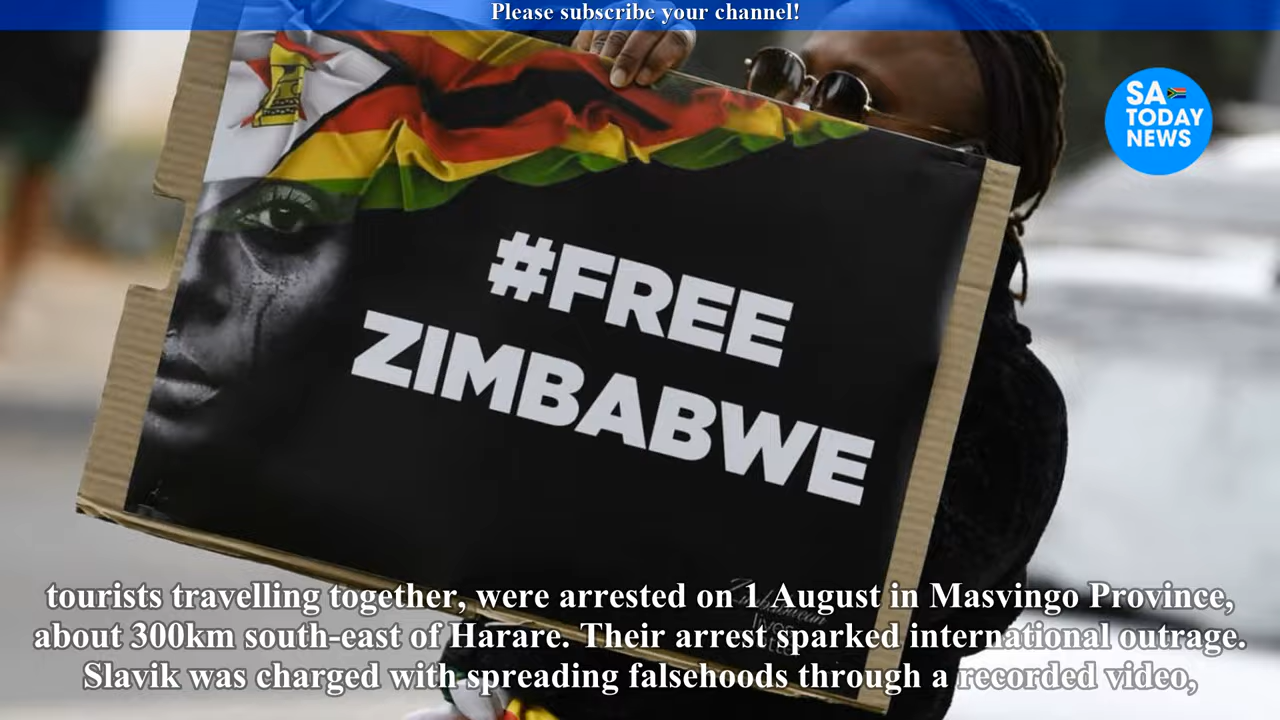 Please subscribe your channel!
SA
TODAY
NEWS
#FREE
ZIMBABWE
Zimbabwean
tourists travelling together, were arrested on 1 August in Masvingo Province,
about 300km south-east of Harare. Their arrest sparked international outrage.
Slavik was charged with spreading falsehoods through a recorded video,